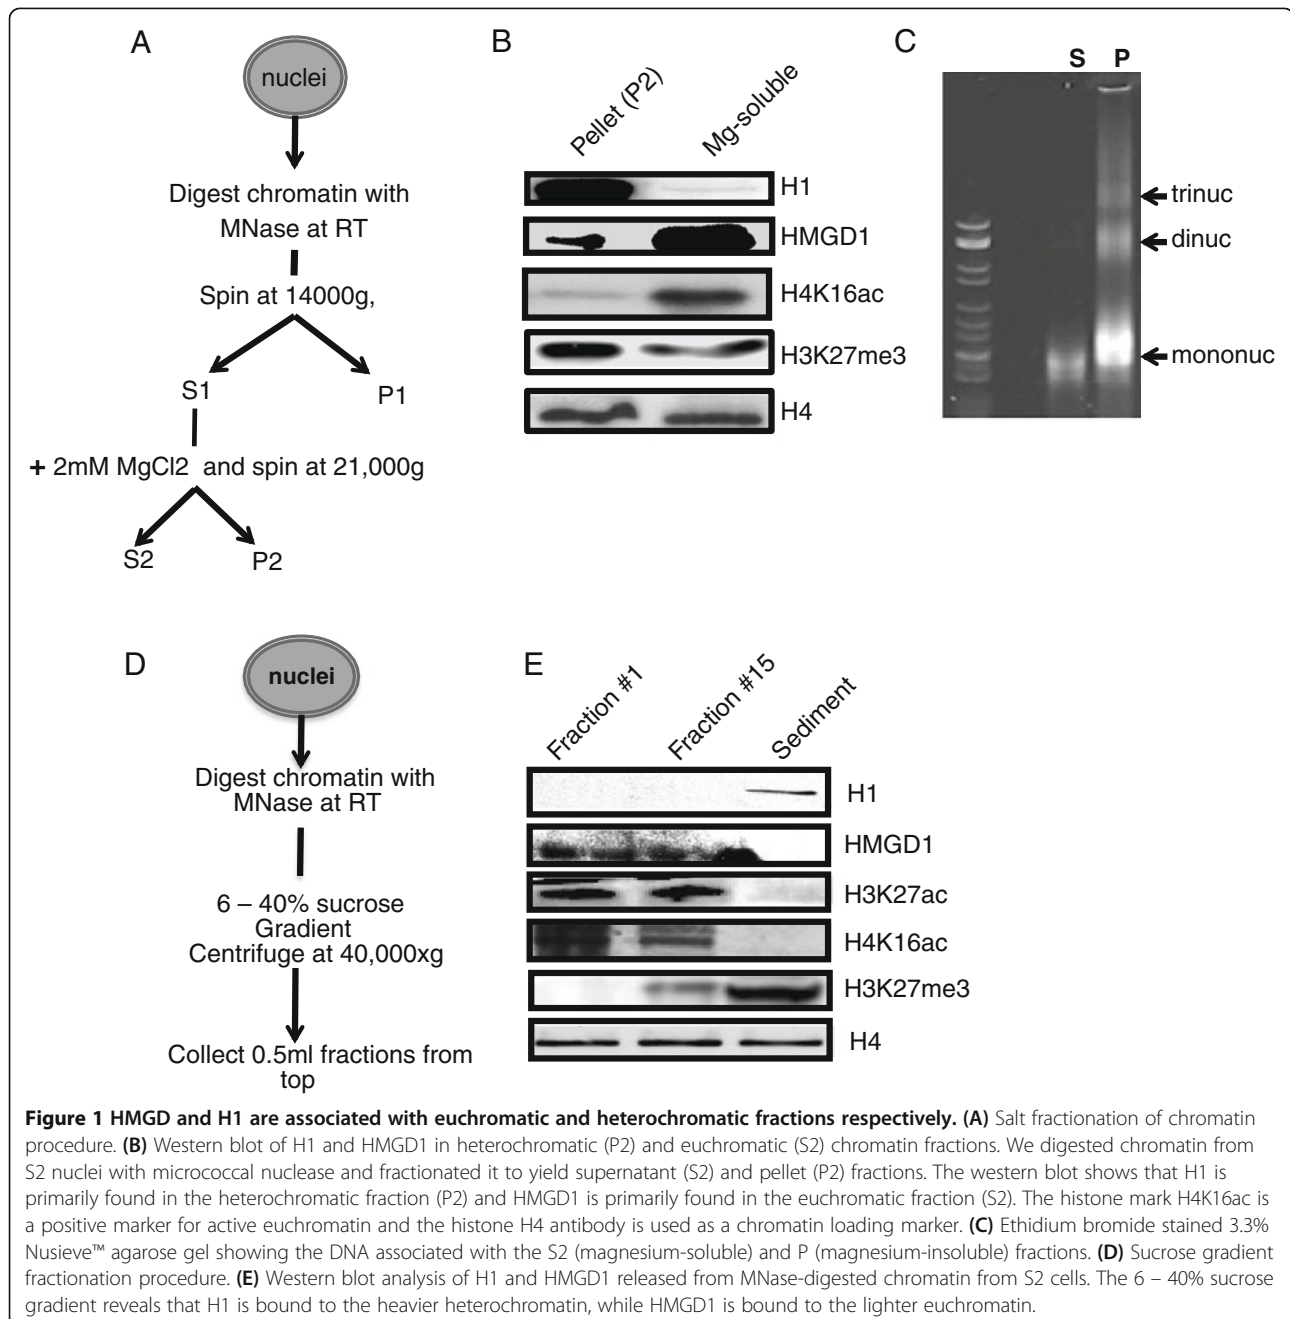 A
nuclei
Digest chromatin with
MNase at RT
Spin at 14000g,
S1
P1
+ 2mM MgCl2 and spin at 21,000g
S2
P2
B
Pellet (P2)
Mg-soluble
H1
HMGD1
H4K16ac
H3K27me3
H4
C
S P
trinuc
dinuc
mononuc
D
nuclei
Digest chromatin with
MNase at RT
6 – 40% sucrose
Gradient
Centrifuge at 40,000xg
Collect 0.5ml fractions from
top
E
Fraction #1
Fraction #15
Sediment
H1
HMGD1
H3K27ac
H4K16ac
H3K27me3
H4
Figure 1 HMGD and H1 are associated with euchromatic and heterochromatic fractions respectively. (A) Salt fractionation of chromatin
procedure. (B) Western blot of H1 and HMGD1 in heterochromatic (P2) and euchromatic (S2) chromatin fractions. We digested chromatin from
S2 nuclei with micrococcal nuclease and fractionated it to yield supernatant (S2) and pellet (P2) fractions. The western blot shows that H1 is
primarily found in the heterochromatic fraction (P2) and HMGD1 is primarily found in the euchromatic fraction (S2). The histone mark H4K16ac is
a positive marker for active euchromatin and the histone H4 antibody is used as a chromatin loading marker. (C) Ethidium bromide stained 3.3%
Nusieve™ agarose gel showing the DNA associated with the S2 (magnesium-soluble) and P (magnesium-insoluble) fractions. (D) Sucrose gradient
fractionation procedure. (E) Western blot analysis of H1 and HMGD1 released from MNase-digested chromatin from S2 cells. The 6 – 40% sucrose
gradient reveals that H1 is bound to the heavier heterochromatin, while HMGD1 is bound to the lighter euchromatin.